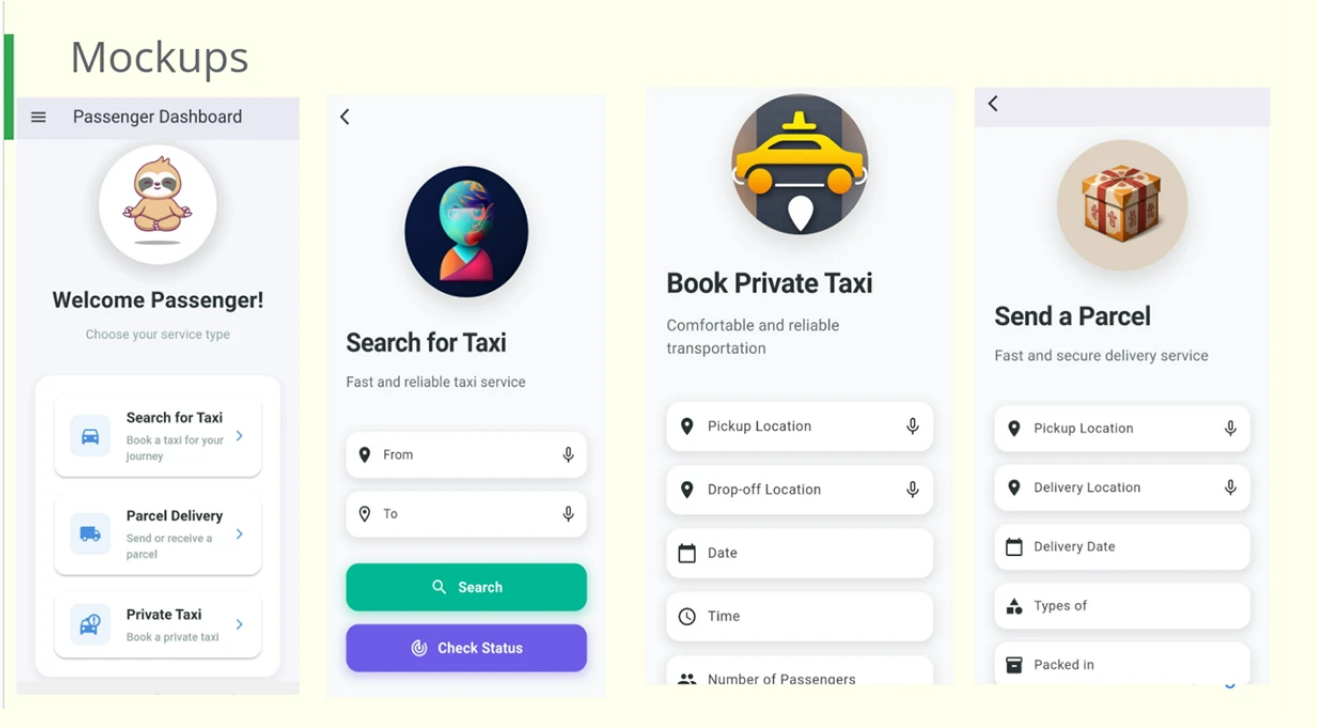 Mockups
Passenger Dashboard
Welcome Passenger!
Choose your service type
Search for Taxi
Book a taxi for your
journey
Parcel Delivery
Send or receive a
parcel
Private Taxi
Book a private taxi
Search for Taxi
Fast and reliable taxi service
From
To
Search
Check Status
Book Private Taxi
Comfortable and reliable
transportation
Pickup Location
Drop-off Location
Date
Time
Number of Passengers
Send a Parcel
Fast and secure delivery service
Pickup Location
Delivery Location
Delivery Date
Types of
Packed in